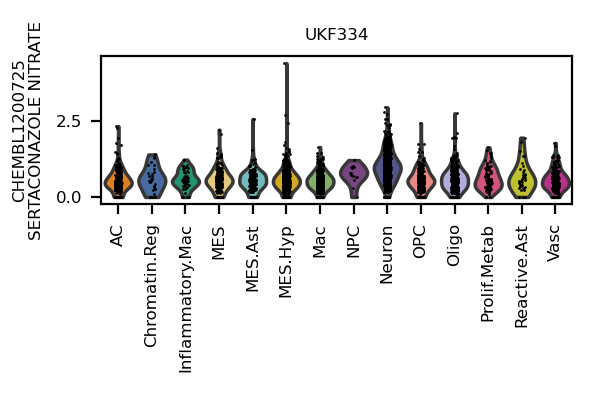 UKF334
CHEMBL1200725
SERTACONAZOLE NITRATE
2.5
0.0
AC
Chromatin.Reg
Inflammatory.Mac
MES
MES.Ast
MES.Hyp
Mac
NPC
Neuron
OPC
Oligo
Prolif.Metab
Reactive.Ast
Vasc